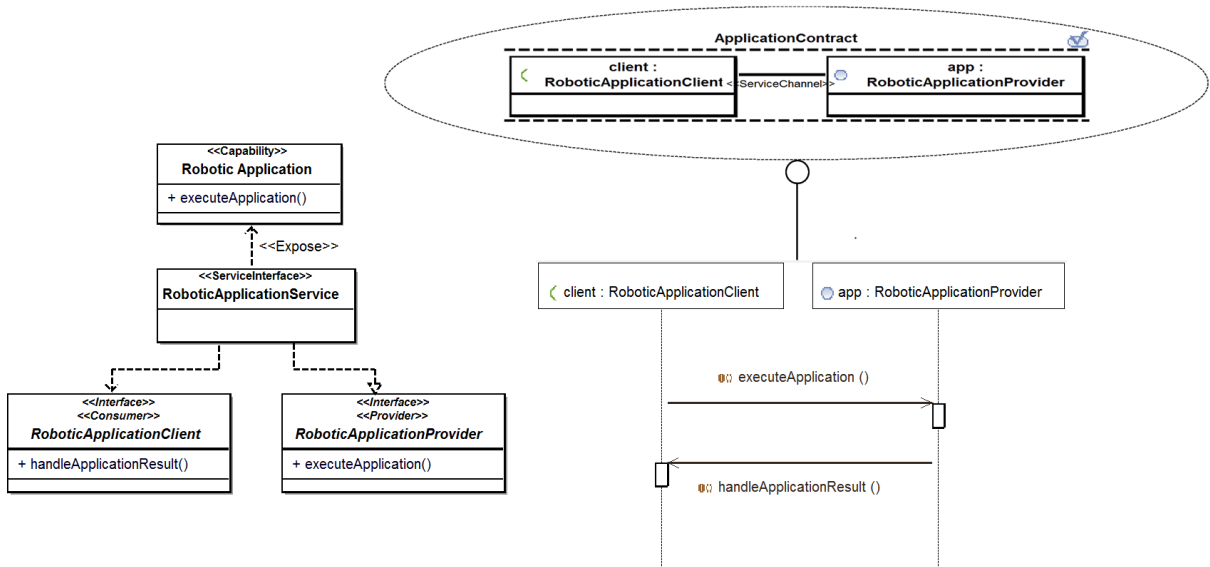 ApplicationContract
client :
RoboticApplicationClient
<<ServiceChannel>>
app :
RoboticApplicationProvider
<<Capability>>
Robotic Application
+ executeApplication()
<<Expose>>
<<ServiceInterface>>
RoboticApplicationService
<<Interface>>
<<Consumer>>
RoboticApplicationClient
+ handleApplicationResult()
<<Interface>>
<<Provider>>
RoboticApplicationProvider
+ executeApplication()
client : RoboticApplicationClient
app : RoboticApplicationProvider
executeApplication ()
handleApplicationResult ()